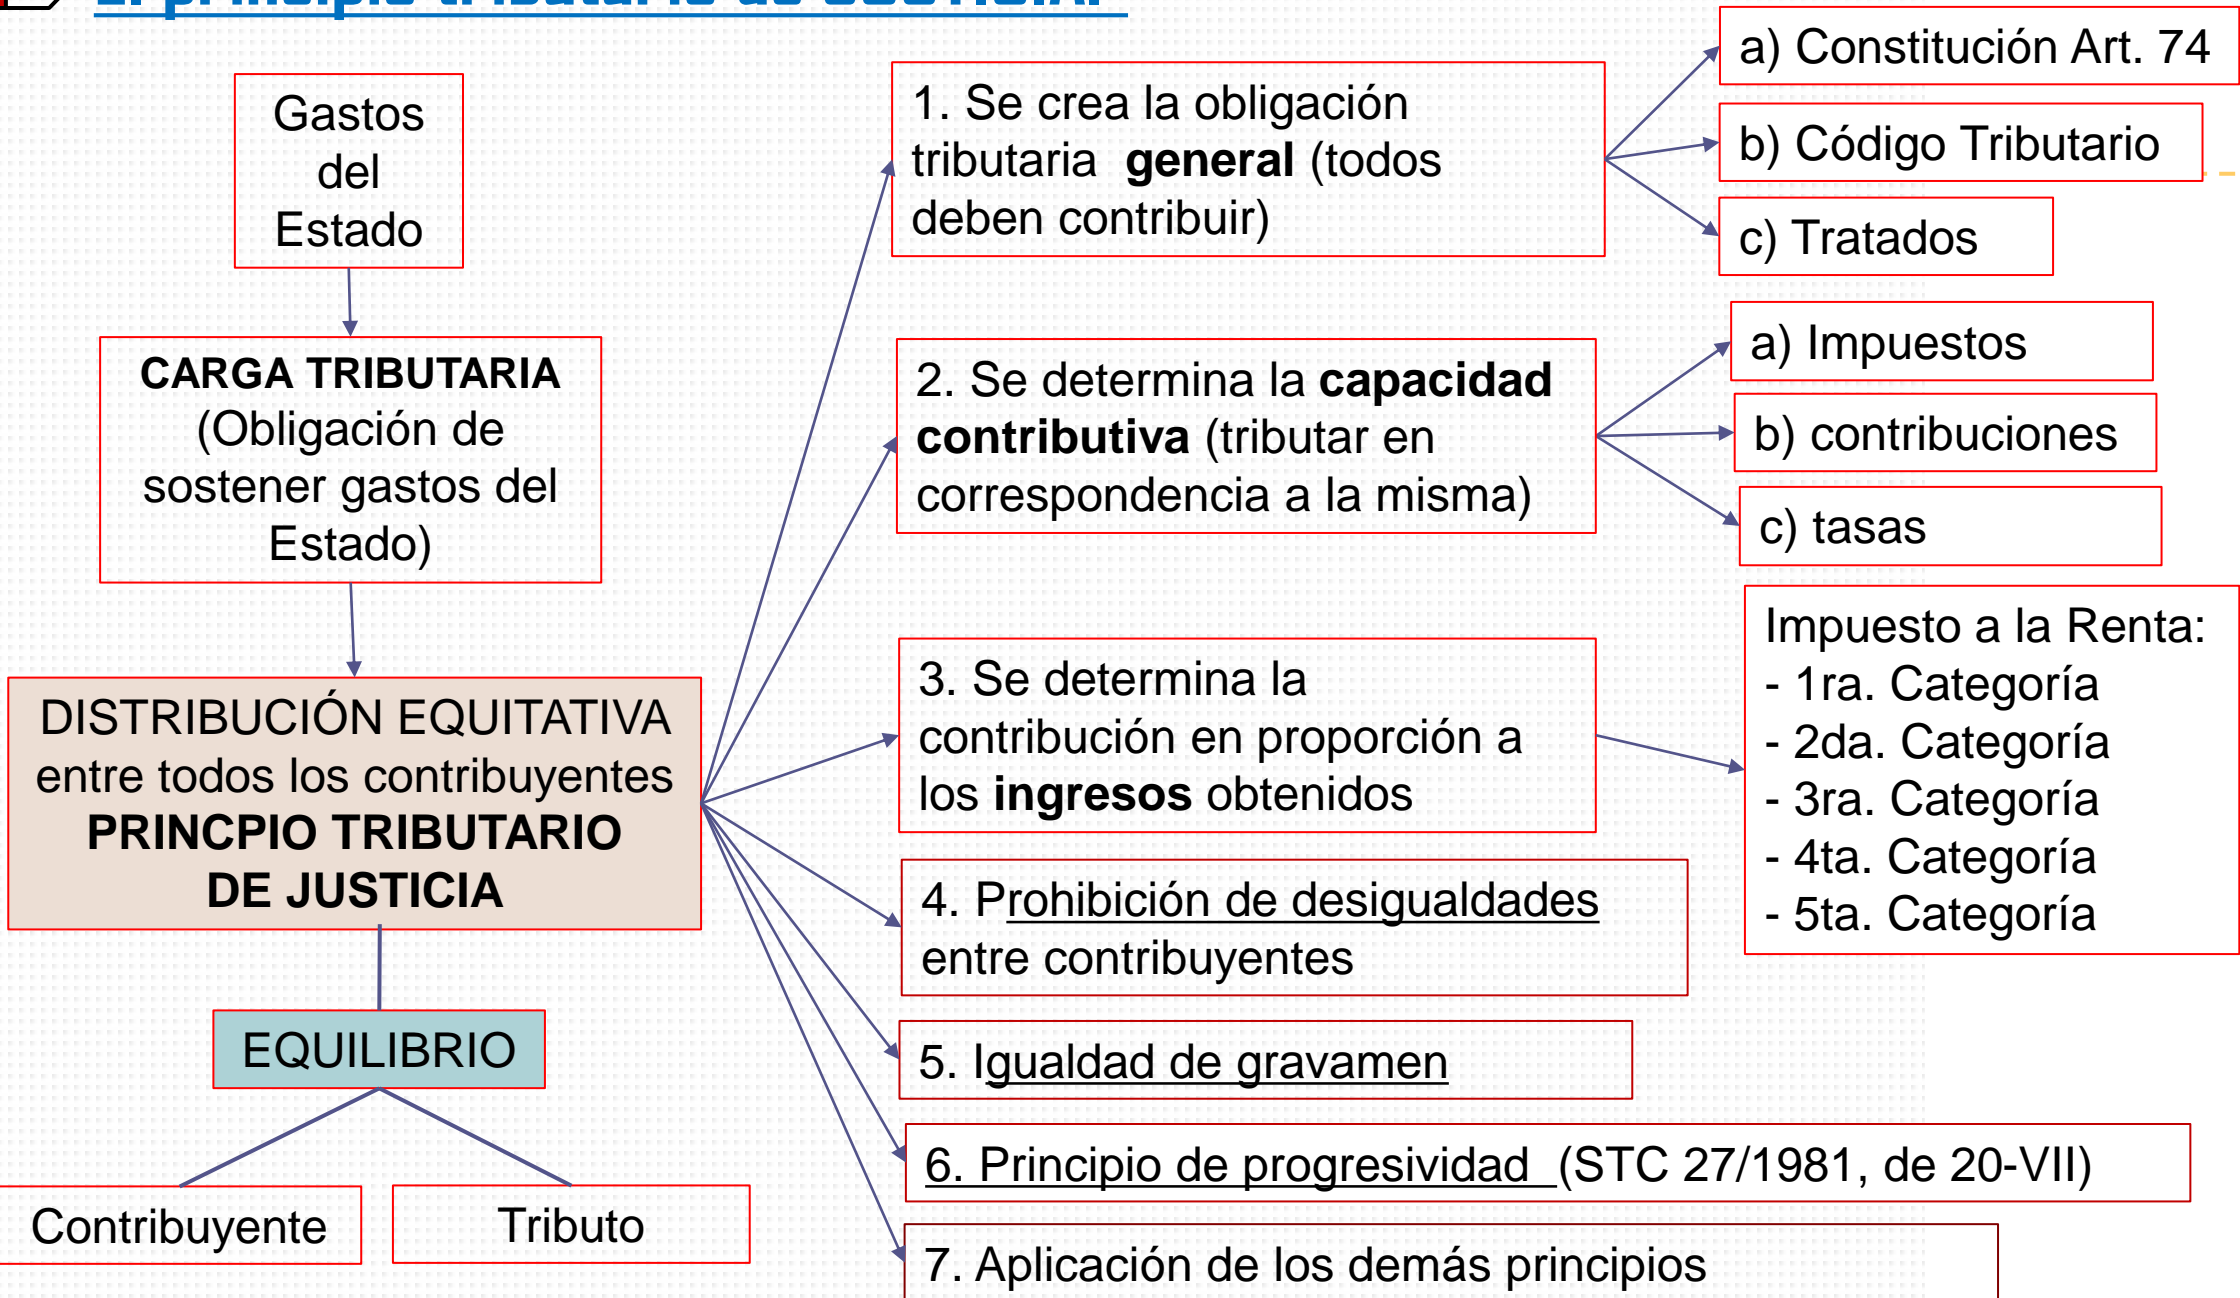 El principio tributario de JUSTICIA.
Gastos
del
Estado
CARGA TRIBUTARIA
(Obligación de
sostener gastos del
Estado)
DISTRIBUCIÓN EQUITATIVA
entre todos los contribuyentes
PRINCPIO TRIBUTARIO
DE JUSTICIA
EQUILIBRIO
Contribuyente
Tributo
1. Se crea la obligación
tributaria general (todos
deben contribuir)
a) Constitución Art. 74
b) Código Tributario
c) Tratados
2. Se determina la capacidad
contributiva (tributar en
correspondencia a la misma)
a) Impuestos
b) contribuciones
c) tasas
3. Se determina la
contribución en proporción a
los ingresos obtenidos
Impuesto a la Renta:
- 1ra. Categoría
- 2da. Categoría
- 3ra. Categoría
- 4ta. Categoría
- 5ta. Categoría
4. Prohibición de desigualdades
entre contribuyentes
5. Igualdad de gravamen
6. Principio de progresividad (STC 27/1981, de 20-VII)
7. Aplicación de los demás principios